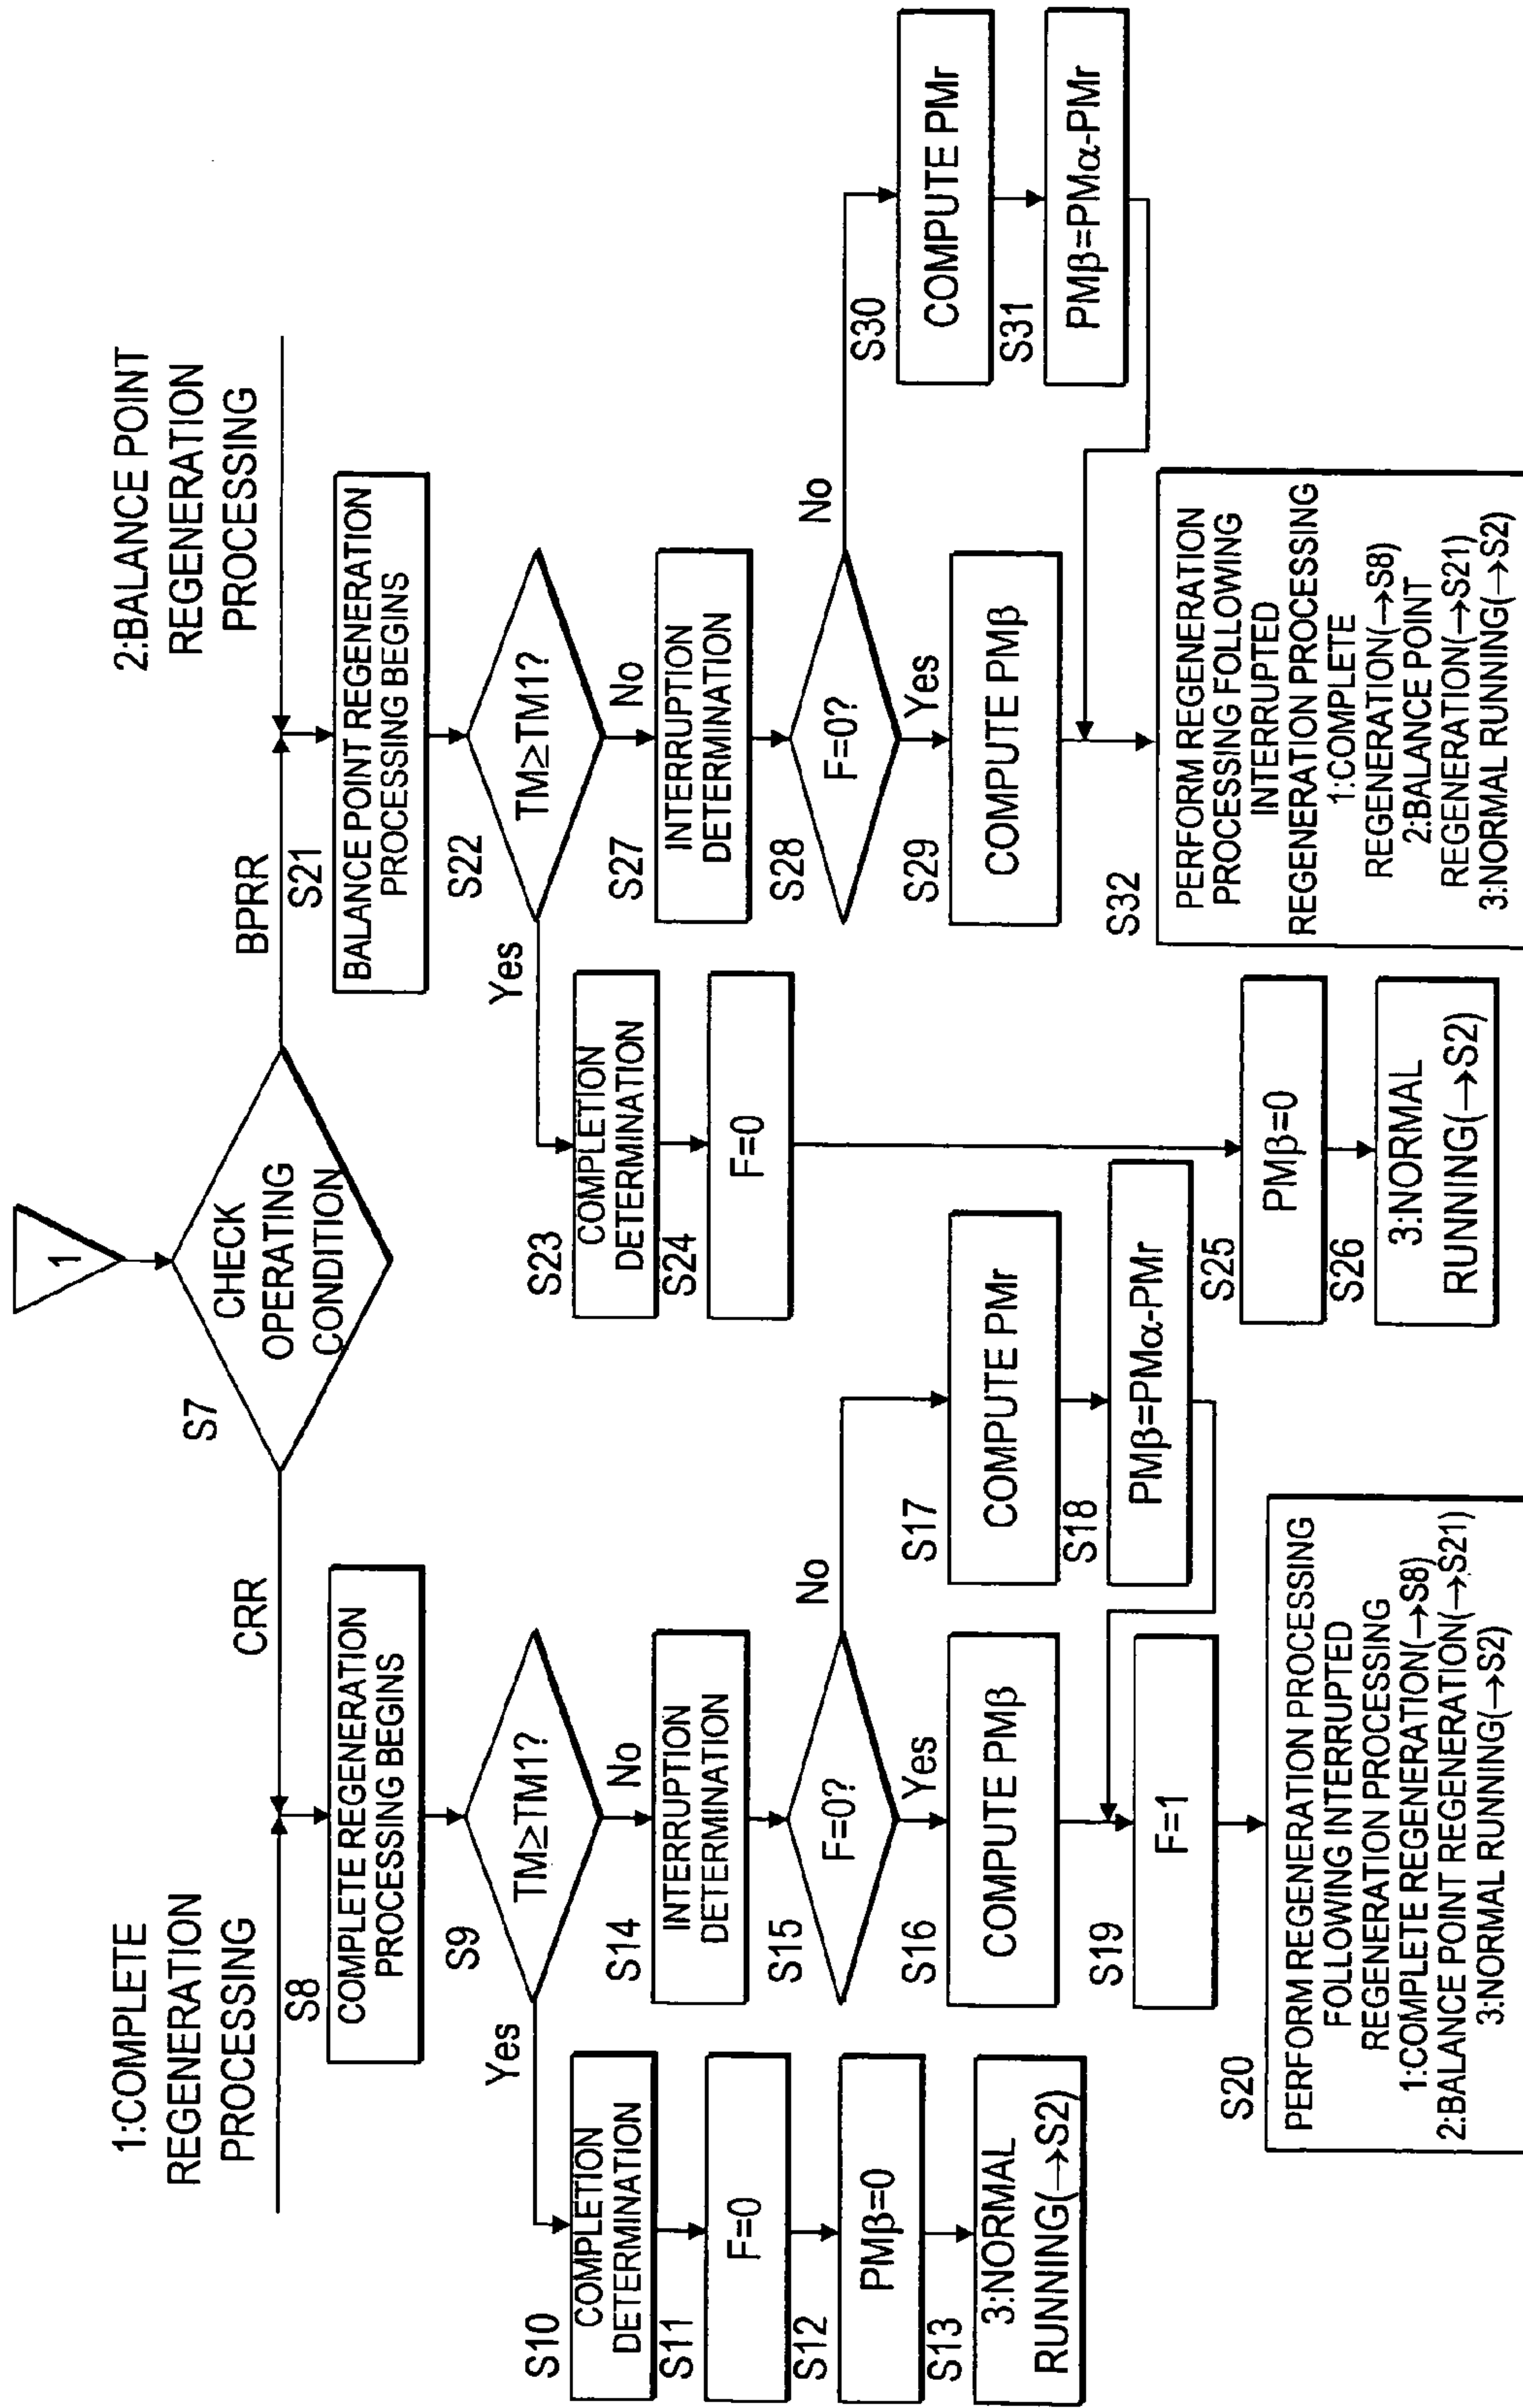 1
S7
CHECK
OPERATING
CONDITION
CRR
BPRR
1:COMPLETE
REGENERATION
PROCESSING
S8
COMPLETE REGENERATION
PROCESSING BEGINS
S9
TM≥TM1?
Yes
No
S10
COMPLETION
DETERMINATION
S11
F=0
S12
PMβ=0
S13
3:NORMAL
RUNNING(→S2)
S14
INTERRUPTION
DETERMINATION
S15
F=0?
Yes
No
S16
COMPUTE PMβ
S17
COMPUTE PMr
S18
PMβ=PMα-PMr
S19
F=1
S20
PERFORM REGENERATION PROCESSING
FOLLOWING INTERRUPTED
REGENERATION PROCESSING
1:COMPLETE REGENERATION(→S8)
2:BALANCE POINT REGENERATION(→S21)
3:NORMAL RUNNING(→S2)
2:BALANCE POINT
REGENERATION
PROCESSING
S21
BALANCE POINT REGENERATION
PROCESSING BEGINS
S22
TM≥TM1?
Yes
No
S23
COMPLETION
DETERMINATION
S24
F=0
S25
PMβ=0
S26
3:NORMAL
RUNNING(→S2)
S27
INTERRUPTION
DETERMINATION
S28
F=0?
Yes
No
S29
COMPUTE PMβ
S30
COMPUTE PMr
S31
PMβ=PMα-PMr
S32
PERFORM REGENERATION
PROCESSING FOLLOWING
INTERRUPTED
REGENERATION PROCESSING
1:COMPLETE
REGENERATION(→S8)
2:BALANCE POINT
REGENERATION(→S21)
3:NORMAL RUNNING(→S2)